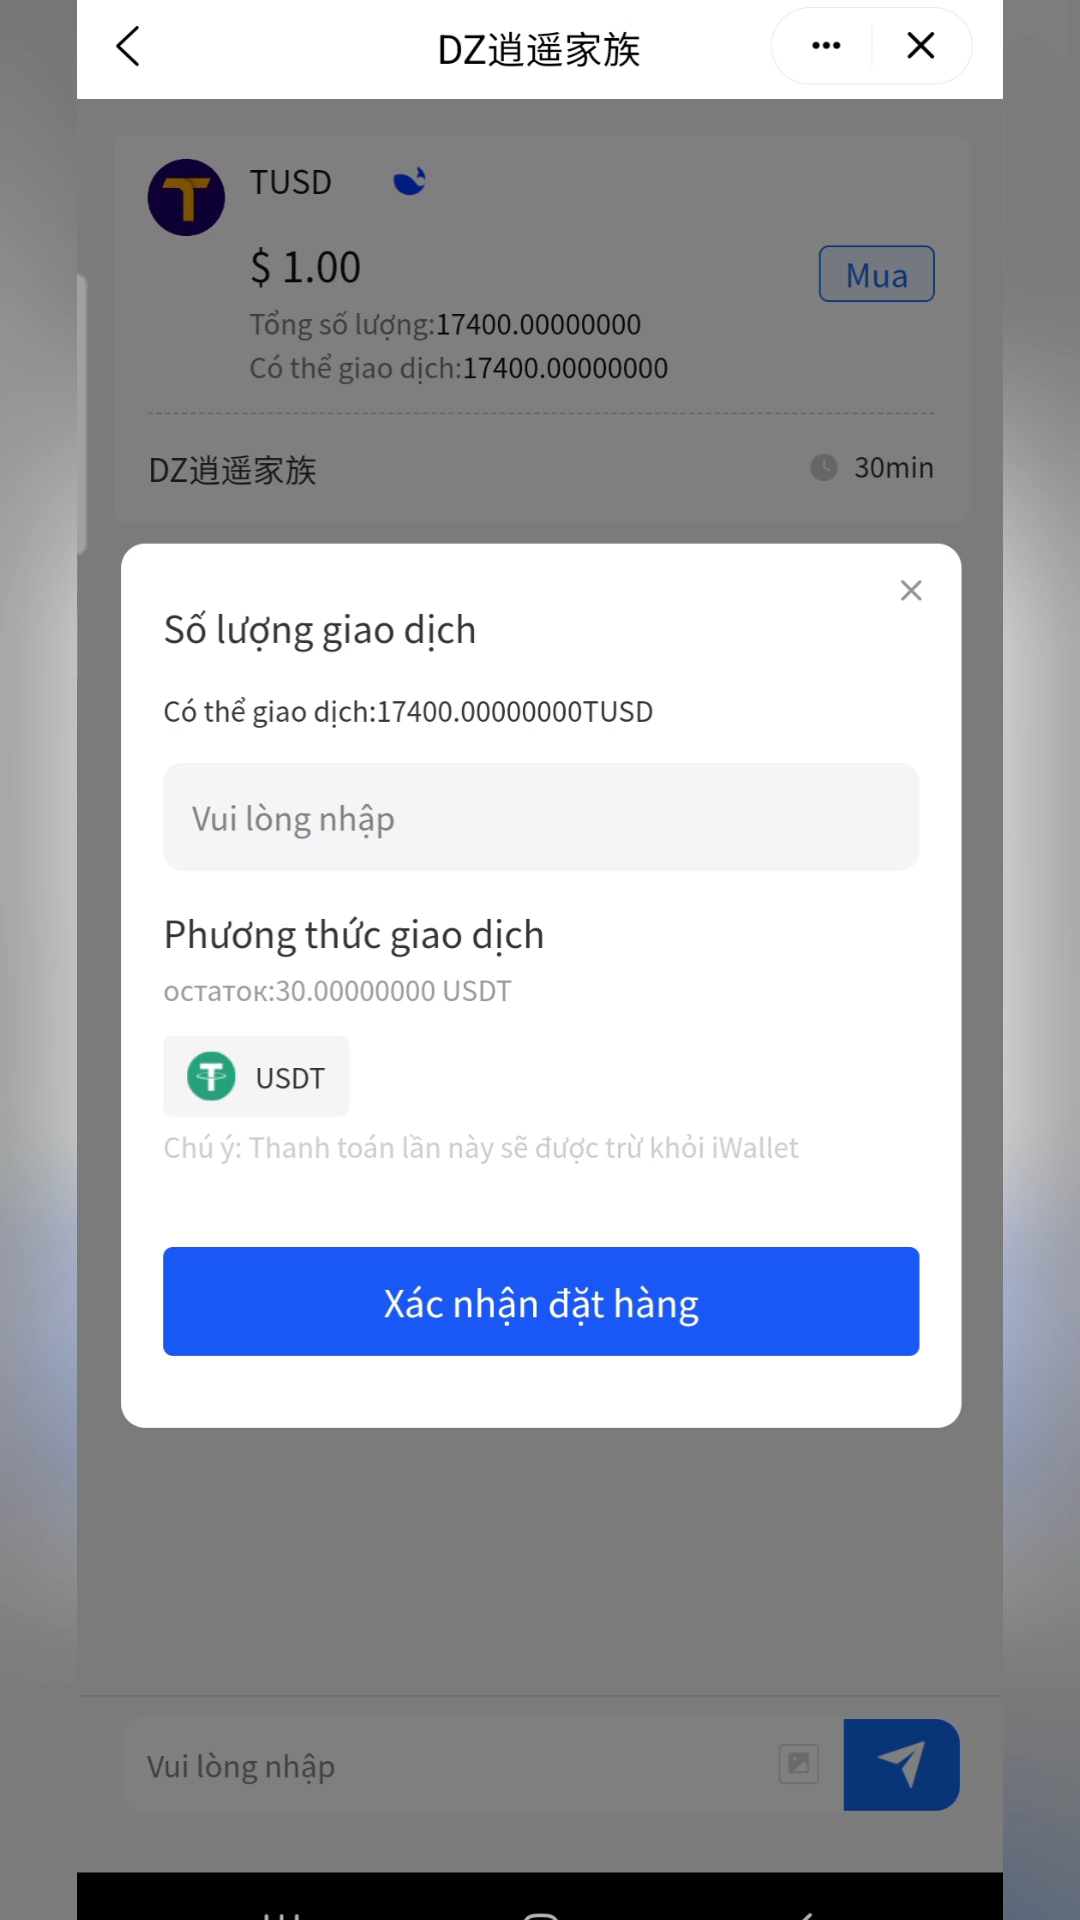 DZ逍遥家族
TUSD
$ 1.00
Mua
Tổng số lượng:17400.00000000
Có thể giao dịch:17400.00000000
DZ逍遥家族
30min
Số lượng giao dịch
Có thể giao dịch:17400.00000000TUSD
Vui lòng nhập
Phương thức giao dịch
остаток:30.00000000 USDT
USDT
Chú ý: Thanh toán lần này sẽ được trừ khỏi iWallet
Xác nhận đặt hàng
Vui lòng nhập